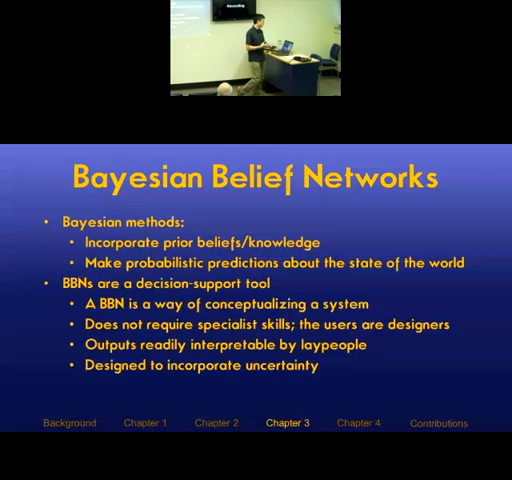 Recording
Bayesian Belief Networks
• Bayesian methods:
• Incorporate prior beliefs/knowledge
• Make probabilistic predictions about the state of the world
• BBNs are a decision-support tool
• A BBN is a way of conceptualizing a system
• Does not require specialist skills; the users are designers
• Outputs readily interpretable by laypeople
• Designed to incorporate uncertainty
Background Chapter 1 Chapter 2 Chapter 3 Chapter 4 Contributions